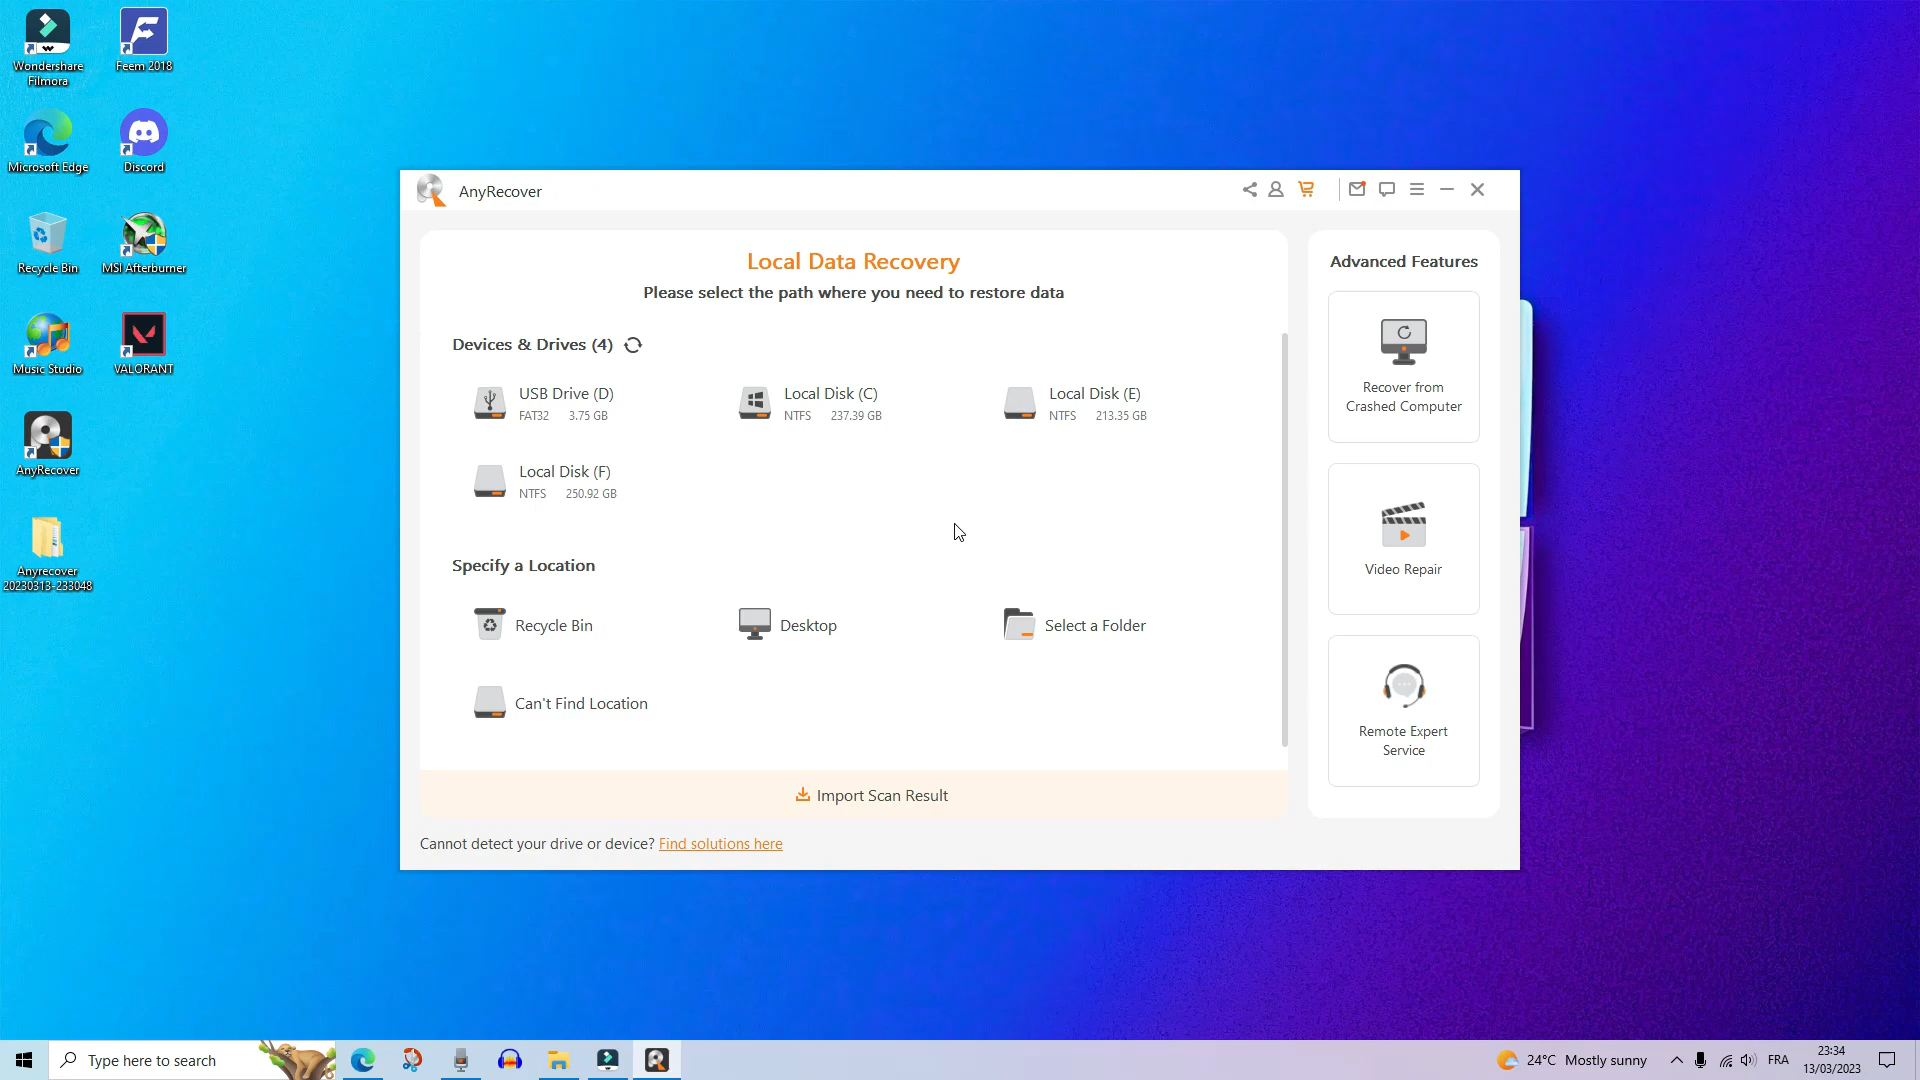 Wondershare
Filmora
Feem 2018
Microsoft Edge
Discord
Recycle Bin
MSI Afterburner
Music Studio
VALORANT
AnyRecover
Anyrecover
20230313-233048
AnyRecover
Local Data Recovery
Please select the path where you need to restore data
Devices & Drives (4)
USB Drive (D)
FAT32 3.75 GB
Local Disk (C)
NTFS 237.39 GB
Local Disk (E)
NTFS 213.35 GB
Local Disk (F)
NTFS 250.92 GB
Specify a Location
Recycle Bin
Desktop
Select a Folder
Can't Find Location
Import Scan Result
Cannot detect your drive or device? Find solutions here
Advanced Features
Recover from
Crashed Computer
Video Repair
Remote Expert
Service
Type here to search
24°C Mostly sunny
FRA
23:34
13/03/2023